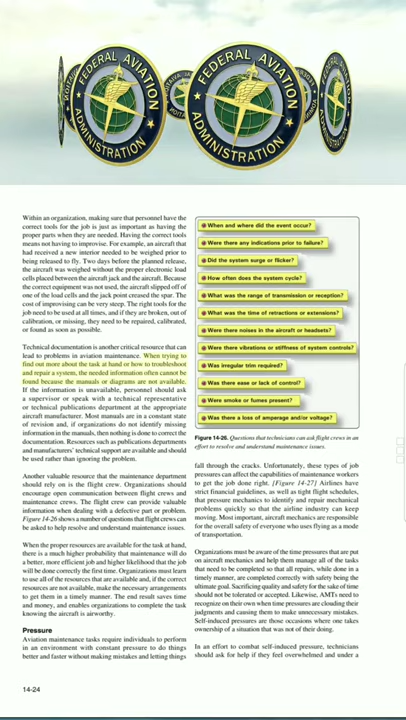 FEDERAL AVIATION
ADMINISTRATION
FEDERAL AVIATION
ADMINISTRATION
Within an organization, making sure that personnel have the
correct tools for the job is just as important as having the
proper parts when they are needed. Having the correct tools
means not having to improvise. For example, an aircraft that
had received a new interior needed to be weighed prior to
being released to fly. Two days before the planned release,
the aircraft was weighed without the proper electronic load
cells placed between the aircraft jack and the aircraft. Because
the correct equipment was not used, the aircraft slipped off of
one of the load cells and the jack point creased the spar. The
cost of improvising can be very steep. The right tools for the
job need to be used at all times, and if they are broken, out of
calibration, or missing, they need to be repaired, calibrated,
or found as soon as possible.
Technical documentation is another critical resource that can
lead to problems in aviation maintenance. When trying to
find out more about the task at hand or how to troubleshoot
and repair a system, the needed information often cannot be
found because the manuals or diagrams are not available.
If the information is unavailable, personnel should ask
a supervisor or speak with a technical representative
or technical publications department at the appropriate
aircraft manufacturer. Most manuals are in a constant state
of revision and, if organizations do not identify missing
information in the manuals, then nothing is done to correct the
documentation. Resources such as publications departments
and manufacturers' technical support are available and should
be used rather than ignoring the problem.
Another valuable resource that the maintenance department
should rely on is the flight crew. Organizations should
encourage open communication between flight crews and
maintenance crews. The flight crew can provide valuable
information when dealing with a defective part or problem.
Figure 14-26 shows a number of questions that flight crews can
be asked to help resolve and understand maintenance issues.
When the proper resources are available for the task at hand,
there is a much higher probability that maintenance will do
a better, more efficient job and higher likelihood that the job
will be done correctly the first time. Organizations must learn
to use all of the resources that are available and, if the correct
resources are not available, make the necessary arrangements
to get them in a timely manner. The end result saves time
and money, and enables organizations to complete the task
knowing the aircraft is airworthy.
Pressure
Aviation maintenance tasks require individuals to perform
in an environment with constant pressure to do things
better and faster without making mistakes and letting things
When and where did the event occur?
Were there any indications prior to failure?
Did the system surge or flicker?
How often does the system cycle?
What was the range of transmission or reception?
What was the time of retractions or extensions?
Were there noises in the aircraft or headsets?
Were there vibrations or stiffness of system controls?
Was irregular trim required?
Was there ease or lack of control?
Were smoke or fumes present?
Was there a loss of amperage and/or voltage?
Figure 14-26. Questions that technicians can ask flight crews in an
effort to resolve and understand maintenance issues.
fall through the cracks. Unfortunately, these types of job
pressures can affect the capabilities of maintenance workers
to get the job done right. [Figure 14-27] Airlines have
strict financial guidelines, as well as tight flight schedules,
that pressure mechanics to identify and repair mechanical
problems quickly so that the airline industry can keep
moving. Most important, aircraft mechanics are responsible
for the overall safety of everyone who uses flying as a mode
of transportation.
Organizations must be aware of the time pressures that are put
on aircraft mechanics and help them manage all of the tasks
that need to be completed so that all repairs, while done in a
timely manner, are completed correctly with safety being the
ultimate goal. Sacrificing quality and safety for the sake of time
should not be tolerated or accepted. Likewise, AMTs need to
recognize on their own when time pressures are clouding their
judgments and causing them to make unnecessary mistakes.
Self-induced pressures are those occasions where one takes
ownership of a situation that was not of their doing.
In an effort to combat self-induced pressure, technicians
should ask for help if they feel overwhelmed and under a
14-24